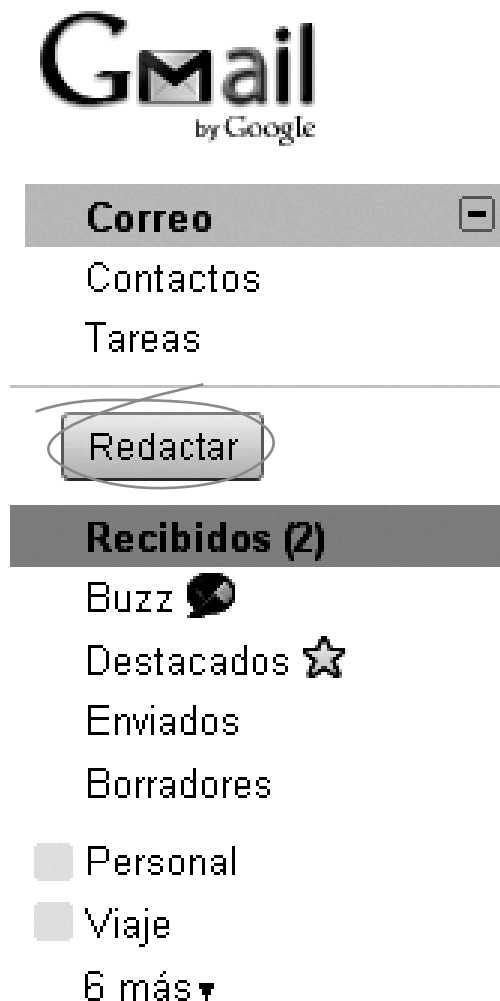 Gmail
by Google
Correo
Contactos
Tareas
Redactar
Recibidos (2)
Buzz
Destacados
Enviados
Borradores
Personal
Viaje
6 más